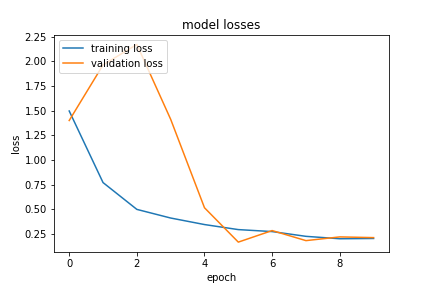 model losses
training loss
validation loss
2.25
2.00
1.75
1.50
1.25
1.00
0.75
0.50
0.25
loss
0 2 4 6 8
epoch